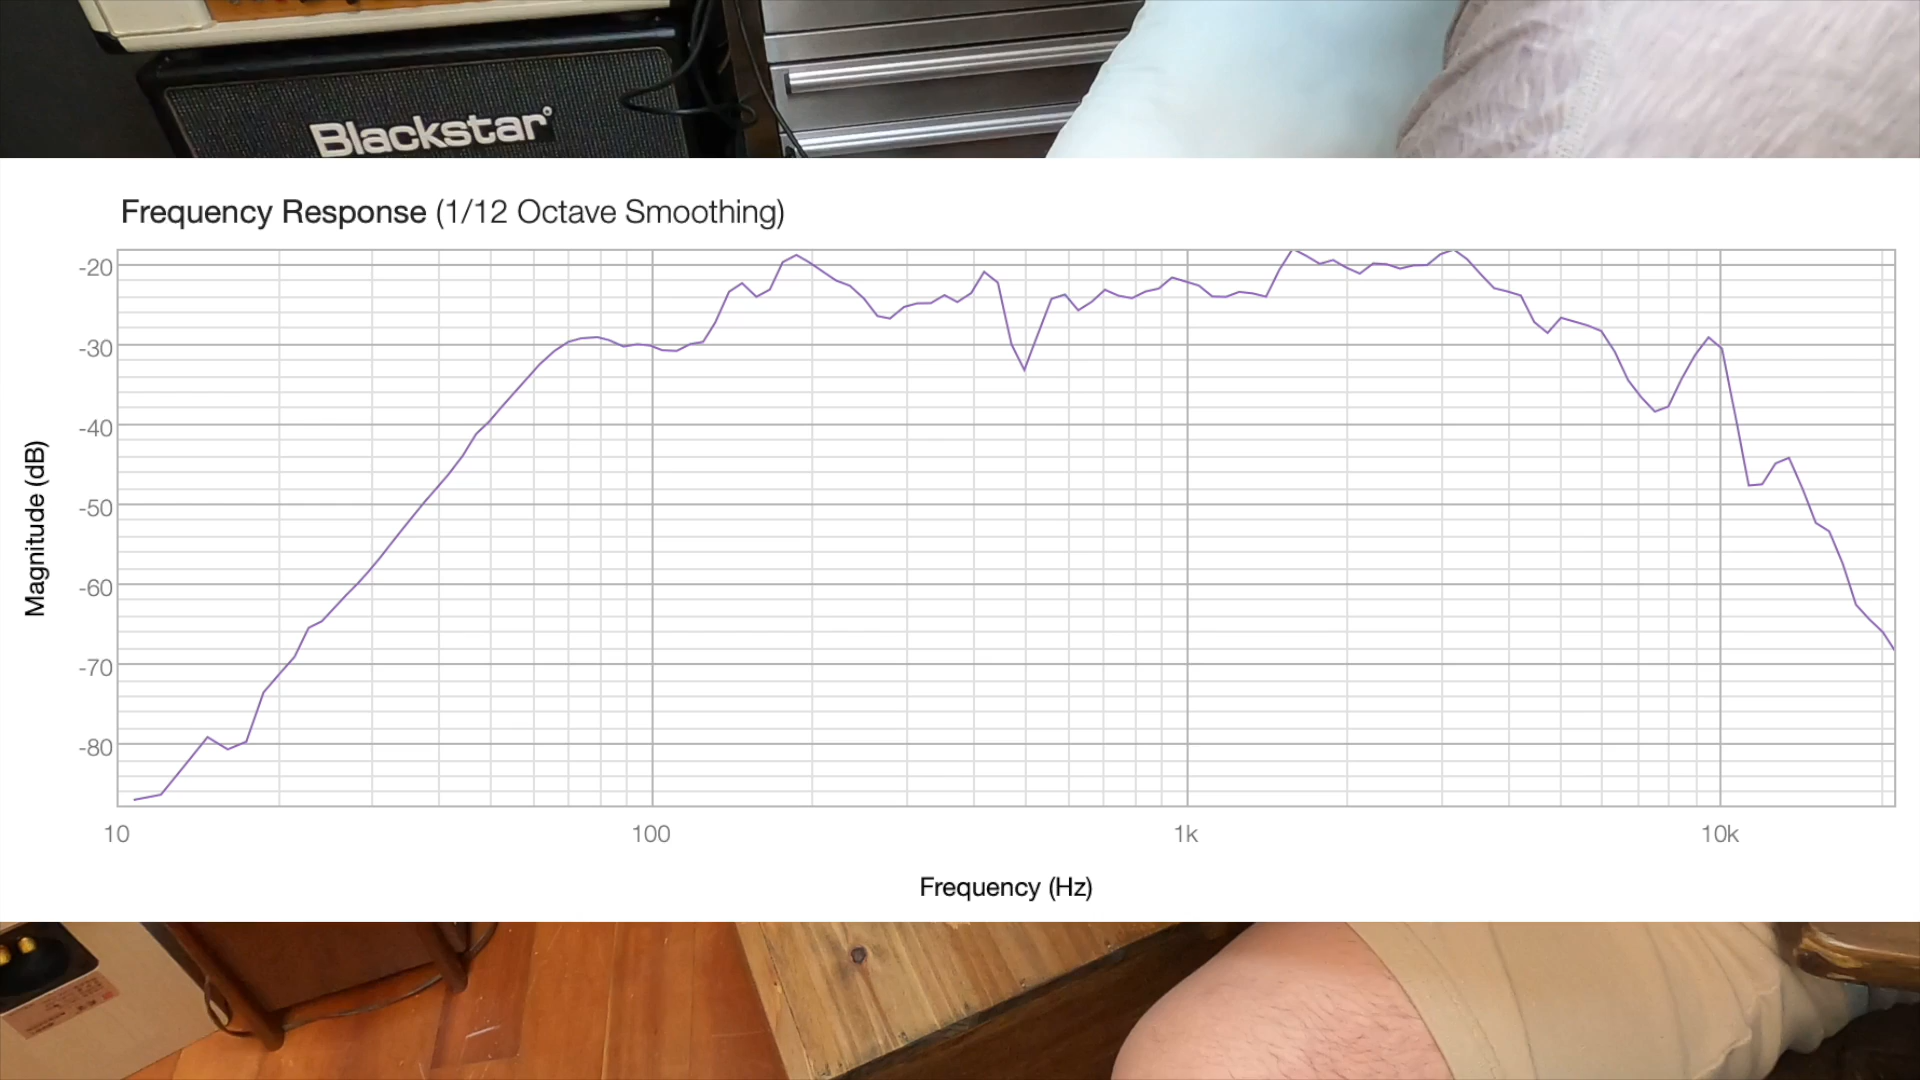 Blackstar
Frequency Response (1/12 Octave Smoothing)
-20
-30
-40
-50
-60
-70
-80
Magnitude (dB)
10 100 1k 10k
Frequency (Hz)